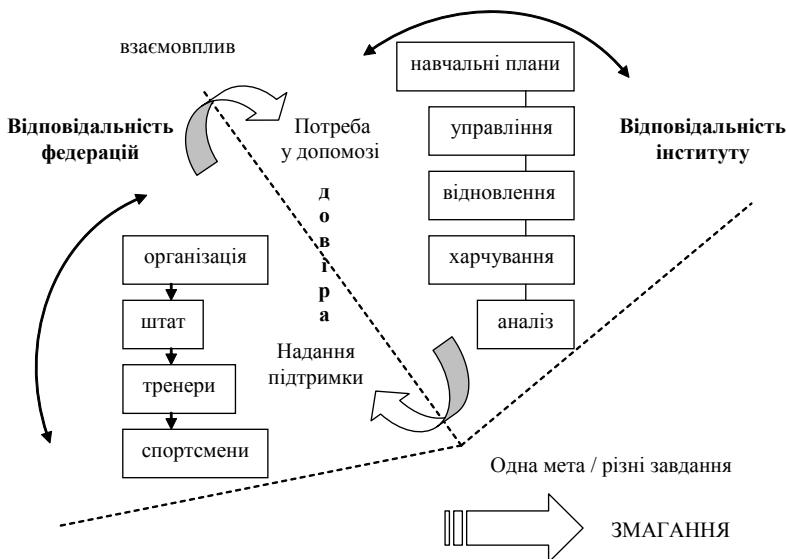 взаємовплив
Відповідальність
федерацій
організація
штат
тренери
спортсмени
Потреба
у допомозі
довіра
Надання
підтримки
навчальні плани
управління
відновлення
харчування
аналіз
Відповідальність
інституту
Одна мета / різні завдання
ЗМАГАННЯ